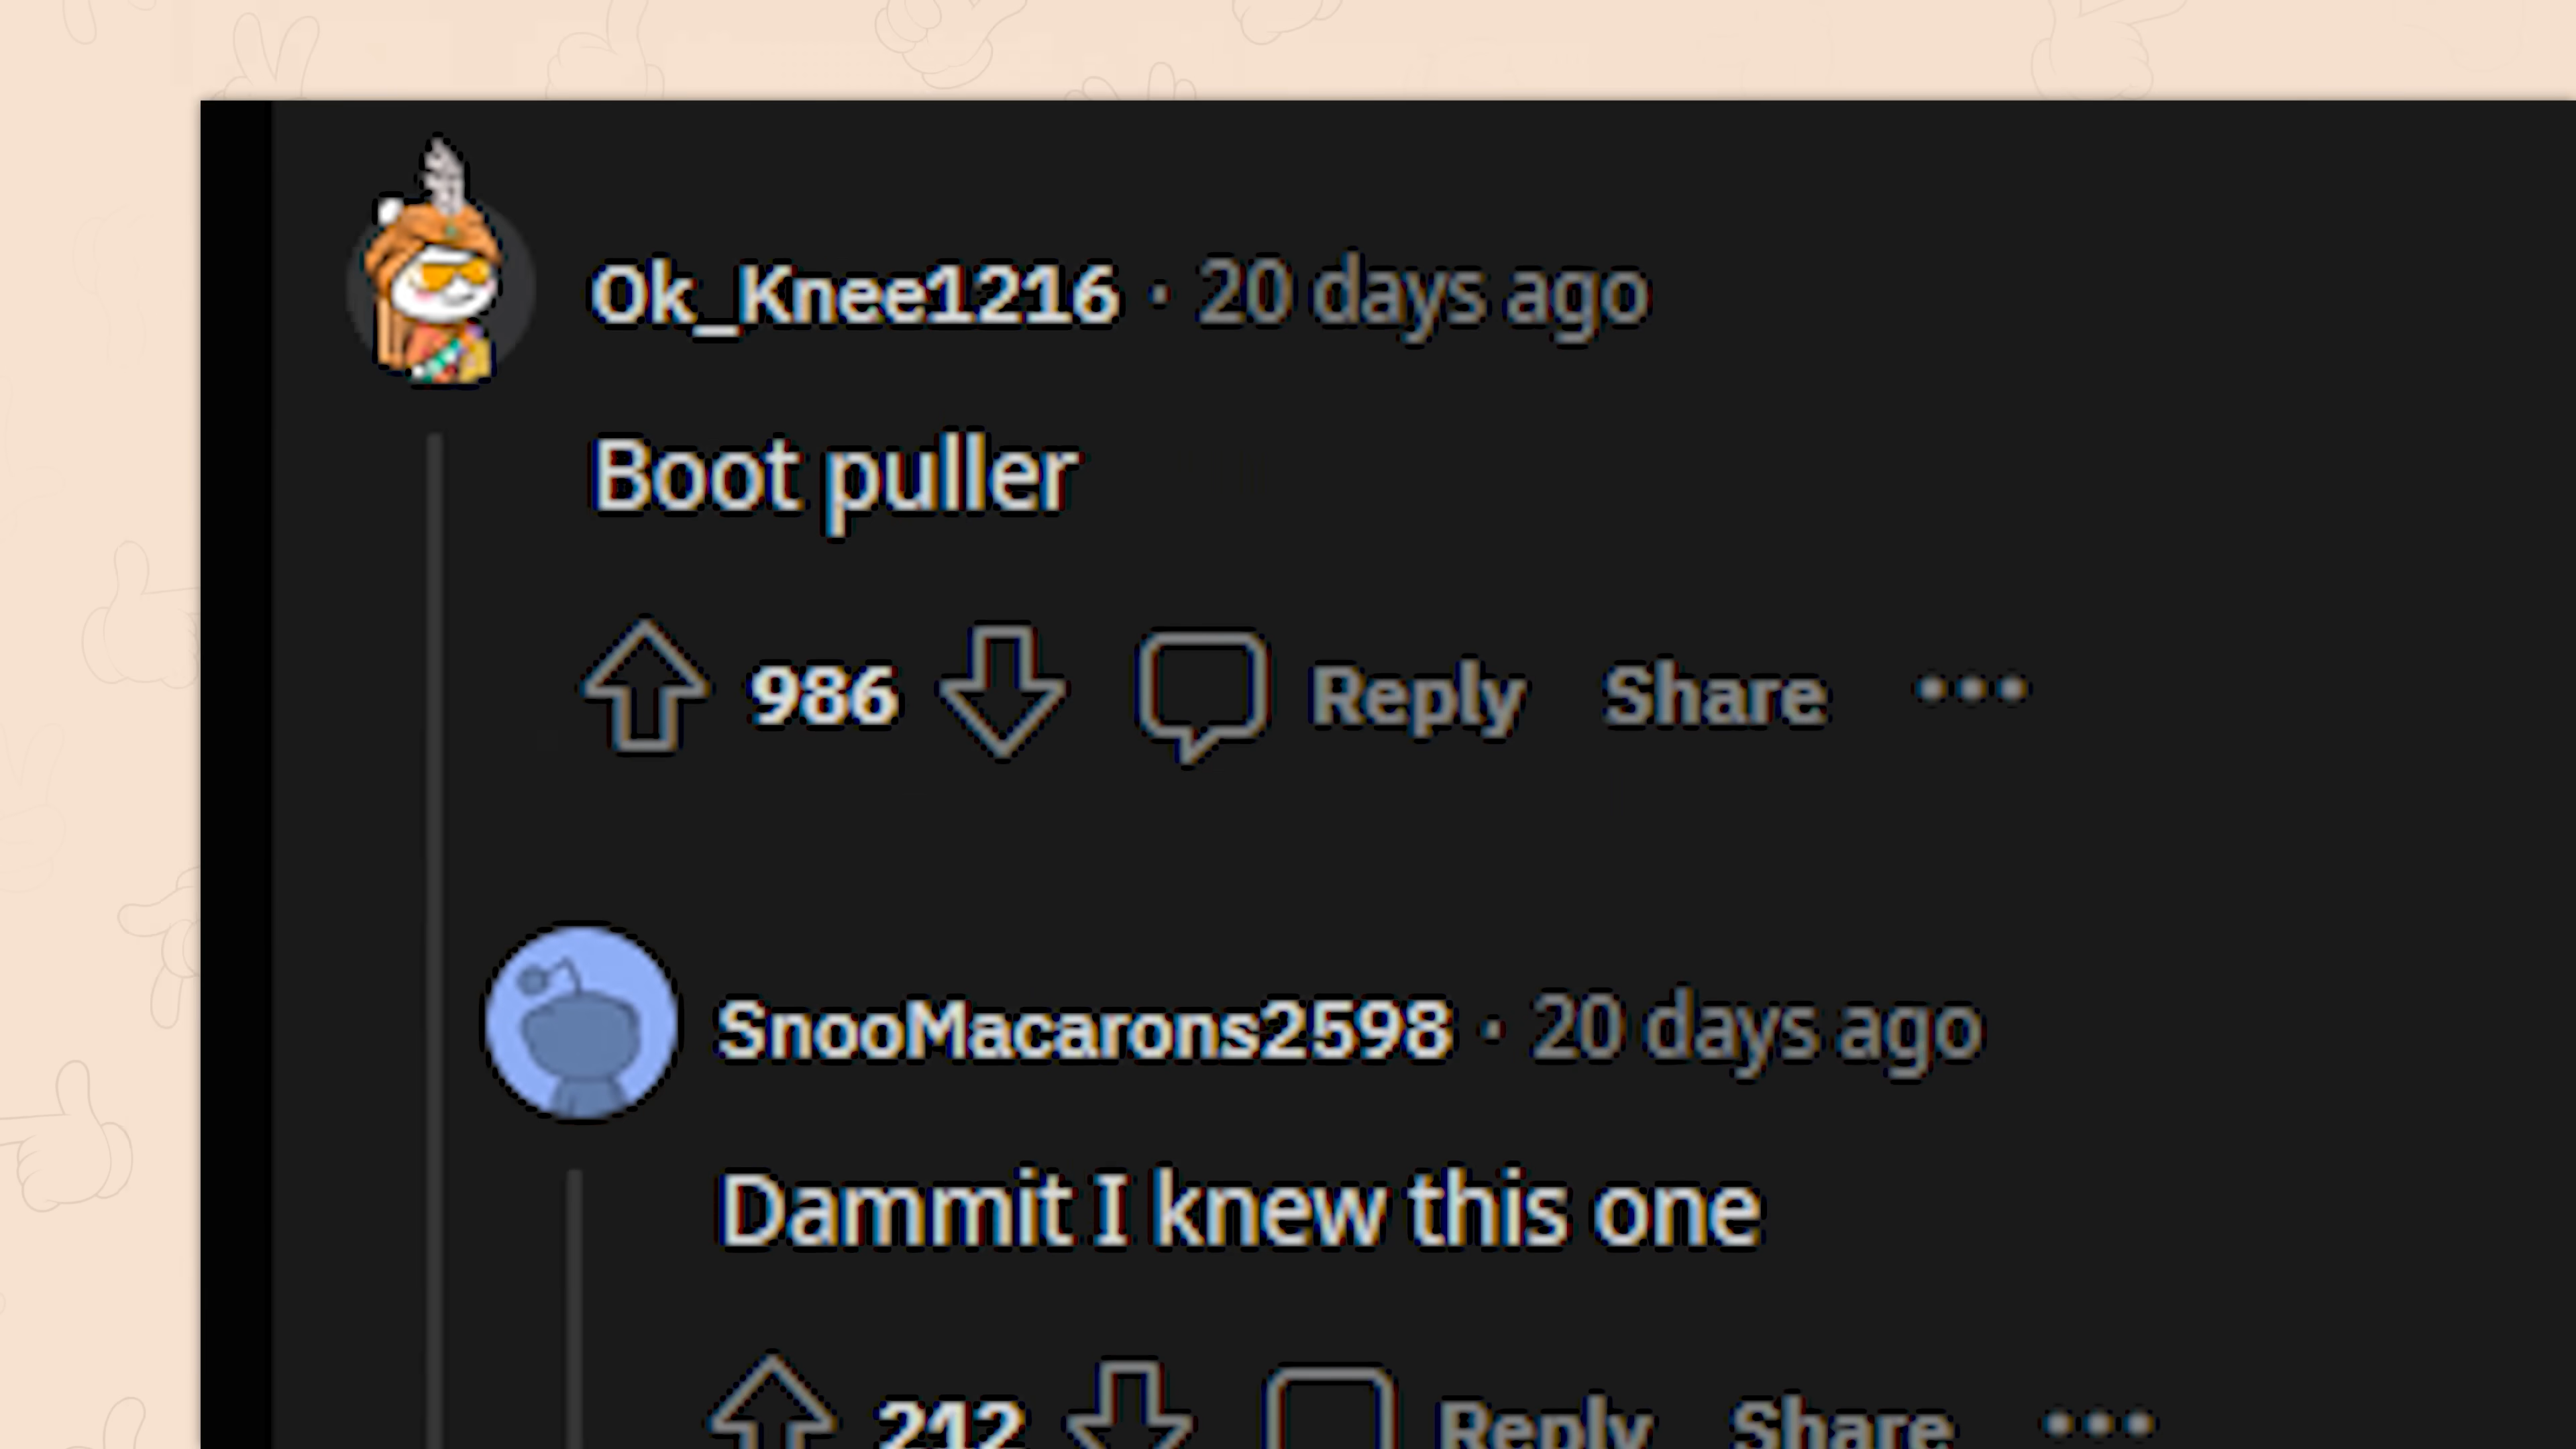 Ok_Knee1216 · 20 days ago
Boot puller
986 Reply Share ···
SnooMacarons2598 · 20 days ago
Dammit I knew this one
212 Reply Share ···